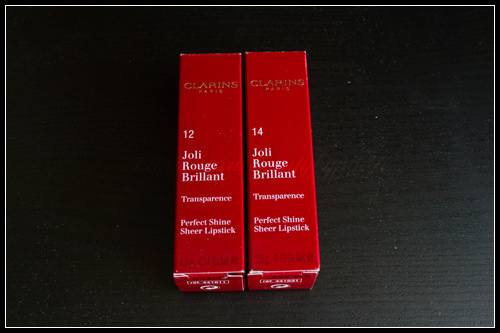 CLARINS
PARIS
12
Joli
Rouge
Brillant
Transparence
Perfect Shine
Sheer Lipstick
CLARINS
PARIS
14
Joli
Rouge
Brillant
Transparence
Perfect Shine
Sheer Lipstick